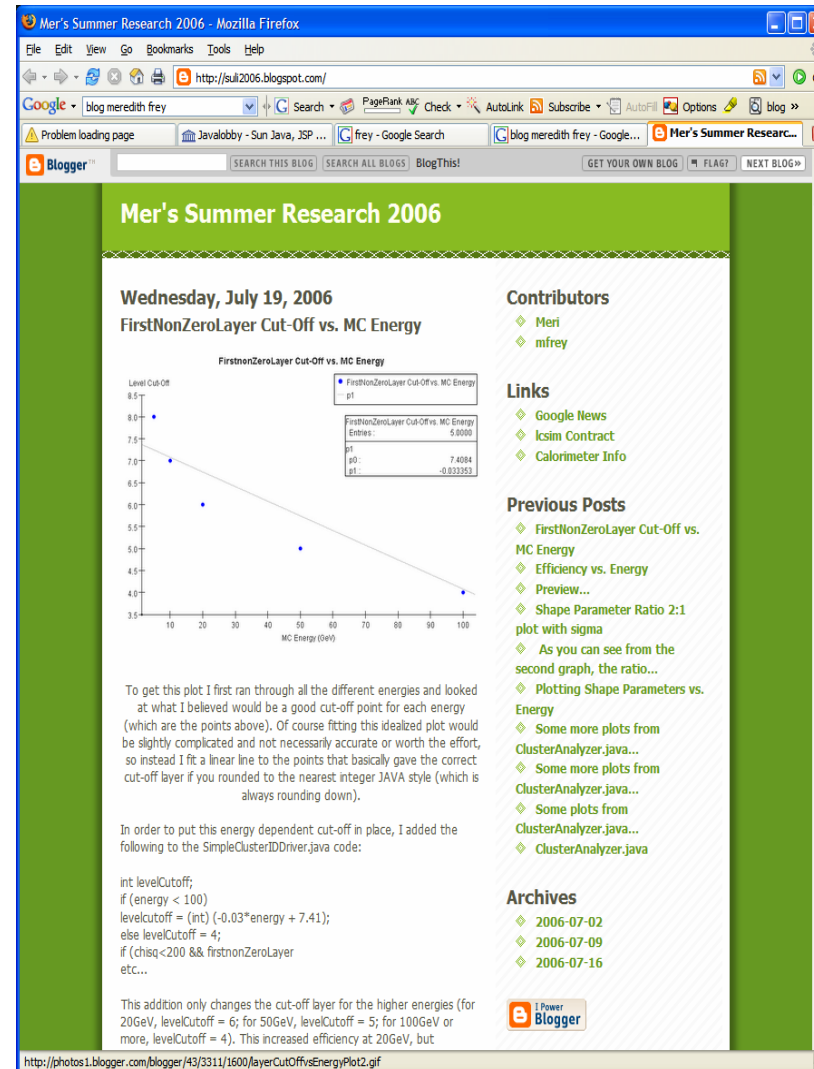 Mer's Summer Research 2006 - Mozilla Firefox
File Edit View Go Bookmarks Tools Help
http://suli2006.blogspot.com/
Google blog meredith frey Search PageRank ABC Check AutoLink Subscribe AutoFill Options blog »
Problem loading page Javalobby - Sun Java, JSP ... frey - Google Search blog meredith frey - Google... Mer's Summer Researc...
Blogger SEARCH THIS BLOG SEARCH ALL BLOGS BlogThis! GET YOUR OWN BLOG FLAG? NEXT BLOG»
Mer's Summer Research 2006
Wednesday, July 19, 2006
FirstNonZeroLayer Cut-Off vs. MC Energy
FirstnonZeroLayer Cut-Off vs. MC Energy
Level Cut-Off
FirstNonZeroLayer Cut-Off vs. MC Energy
p1
FirstNonZeroLayer Cut-Off vs. MC Energy
Entries : 5.0000
p1
p0 : 7.4084
p1 : -0.033353
8.5
8.0
7.5
7.0
6.5
6.0
5.5
5.0
4.5
4.0
3.5
10 20 30 40 50 60 70 80 90 100
MC Energy (GeV)
To get this plot I first ran through all the different energies and looked
at what I believed would be a good cut-off point for each energy
(which are the points above). Of course fitting this idealized plot would
be slightly complicated and not necessarily accurate or worth the effort,
so instead I fit a linear line to the points that basically gave the correct
cut-off layer if you rounded to the nearest integer JAVA style (which is
always rounding down).
In order to put this energy dependent cut-off in place, I added the
following to the SimpleClusterIDDriver.java code:
int levelCutoff;
if (energy < 100)
levelcutoff = (int) (-0.03*energy + 7.41);
else levelCutoff = 4;
if (chisq<200 && firstnonZeroLayer
etc...
This addition only changes the cut-off layer for the higher energies (for
20GeV, levelCutoff = 6; for 50GeV, levelCutoff = 5; for 100GeV or
more, levelCutoff = 4). This increased efficiency at 20GeV, but
Contributors
Meri
mfrey
Links
Google News
lcsim Contract
Calorimeter Info
Previous Posts
FirstNonZeroLayer Cut-Off vs.
MC Energy
Efficiency vs. Energy
Preview...
Shape Parameter Ratio 2:1
plot with sigma
As you can see from the
second graph, the ratio...
Plotting Shape Parameters vs.
Energy
Some more plots from
ClusterAnalyzer.java...
Some more plots from
ClusterAnalyzer.java...
Some plots from
ClusterAnalyzer.java...
ClusterAnalyzer.java
Archives
2006-07-02
2006-07-09
2006-07-16
I Power
Blogger
http://photos1.blogger.com/blogger/43/3311/1600/layerCutOffvsEnergyPlot2.gif